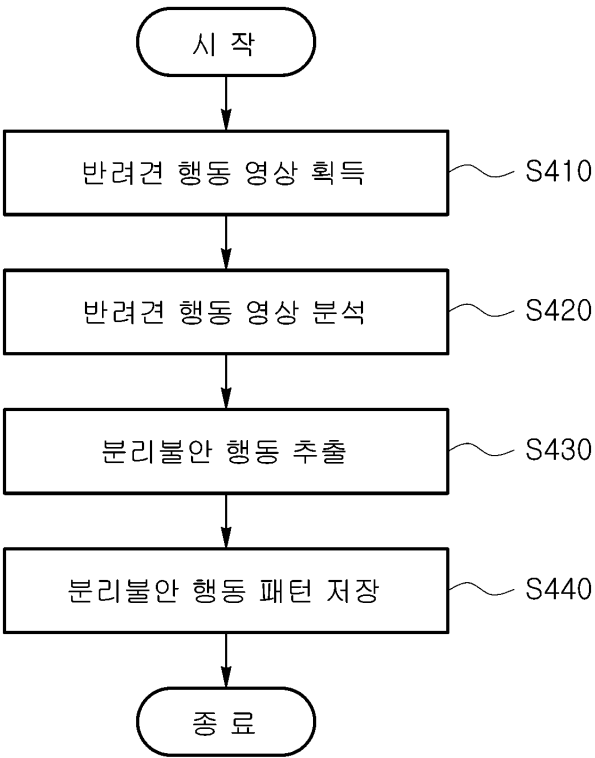 시 작
반려견 행동 영상 획득 S410
반려견 행동 영상 분석 S420
분리불안 행동 추출 S430
분리불안 행동 패턴 저장 S440
종 료